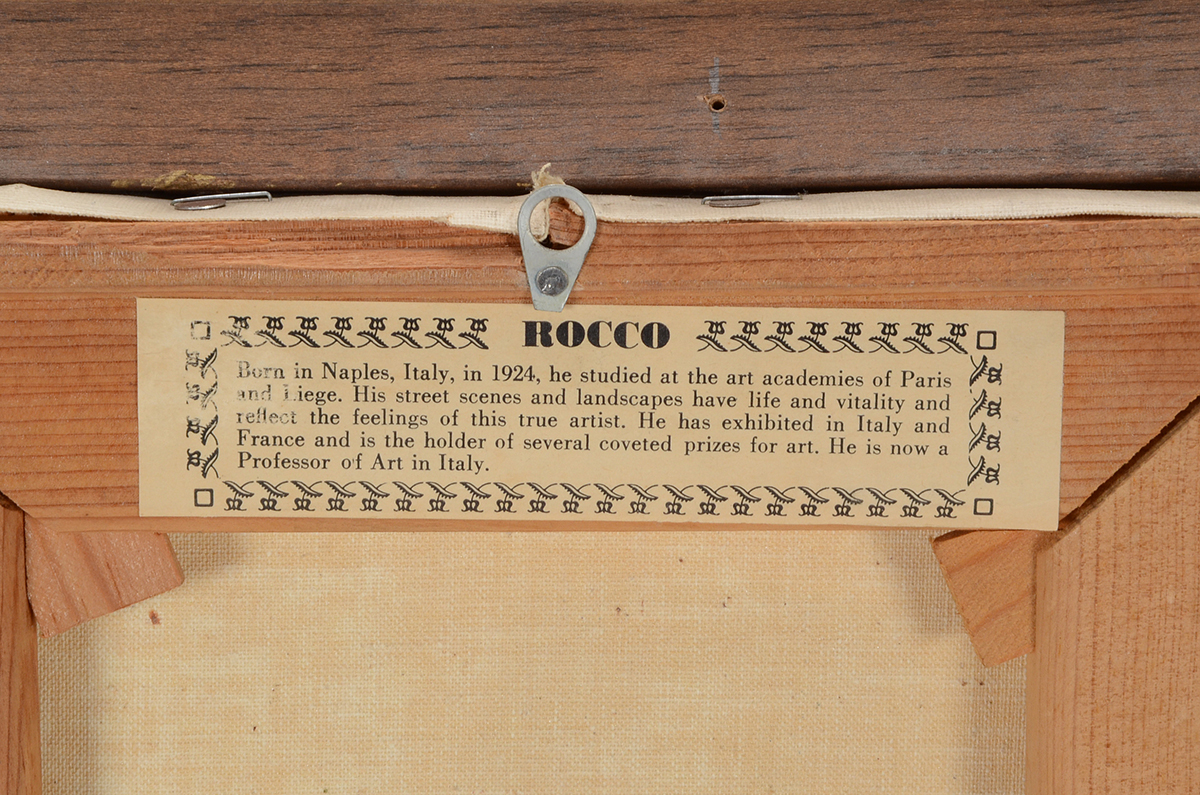 ROCCO
Born in Naples, Italy, in 1924, he studied at the art academies of Paris
and Liege. His street scenes and landscapes have life and vitality and
reflect the feelings of this true artist. He has exhibited in Italy and
France and is the holder of several coveted prizes for art. He is now a
Professor of Art in Italy.